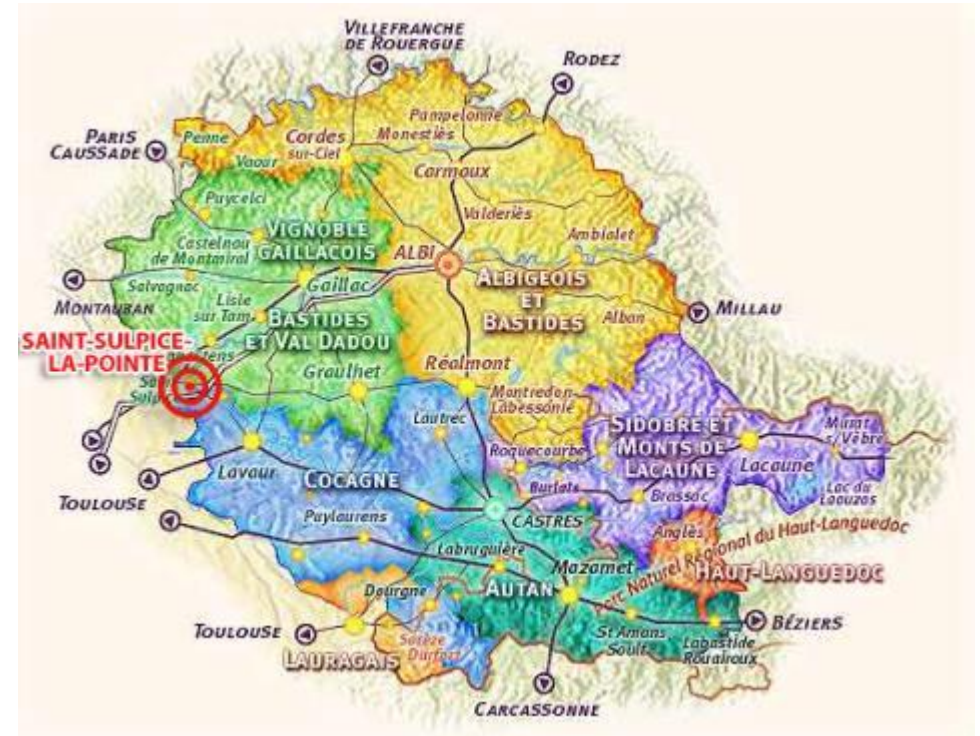 VILLEFRANCHE
DE ROUERGUE
RODEZ
PARIS
CAUSSADE
Penne
Cordes
sur-Ciel
Pampelonne
Monestiès
Vaour
Carmaux
Puycelci
Valderiès
VIGNOBLE
GAILLACOIS
Castelnau
de Montmiral
ALBI
Ambialet
ALBIGEOIS
ET
BASTIDES
MONTAUBAN
Salvagnac
Gaillac
Lisle
sur Tarn
BASTIDES
ET VAL DADOU
Alban
MILLAU
SAINT-SULPICE-
LA-POINTE
Graulhet
Réalmont
Montredon
Labessonié
Lautrec
SIDOBRE ET
MONTS DE
LACAUNE
Murat
s/Vèbre
Roquecourbe
Lacaune
Lavaur
COCAGNE
Burlats
Brassac
Lac du
Laouzas
TOULOUSE
Puylaurens
CASTRES
Anglès
Parc Naturel Régional du Haut-Languedoc
Labruguière
Mazamet
HAUT-LANGUEDOC
Dourgne
AUTAN
TOULOUSE
St Amans
Soult
Labastide
Rouairoux
BÉZIERS
LAURAGAIS
Sorèze
Durfort
CARCASSONNE